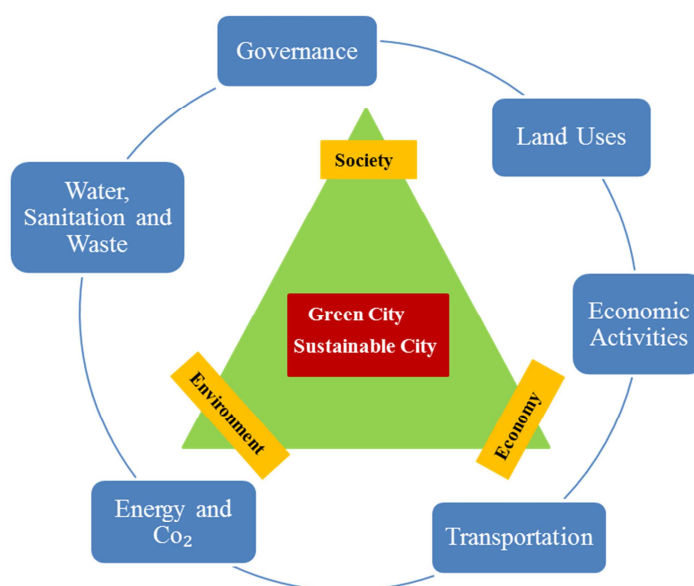 Governance
Land Uses
Society
Water,
Sanitation and
Waste
Green City
Sustainable City
Economic
Activities
Environment
Economy
Energy and
Co₂
Transportation